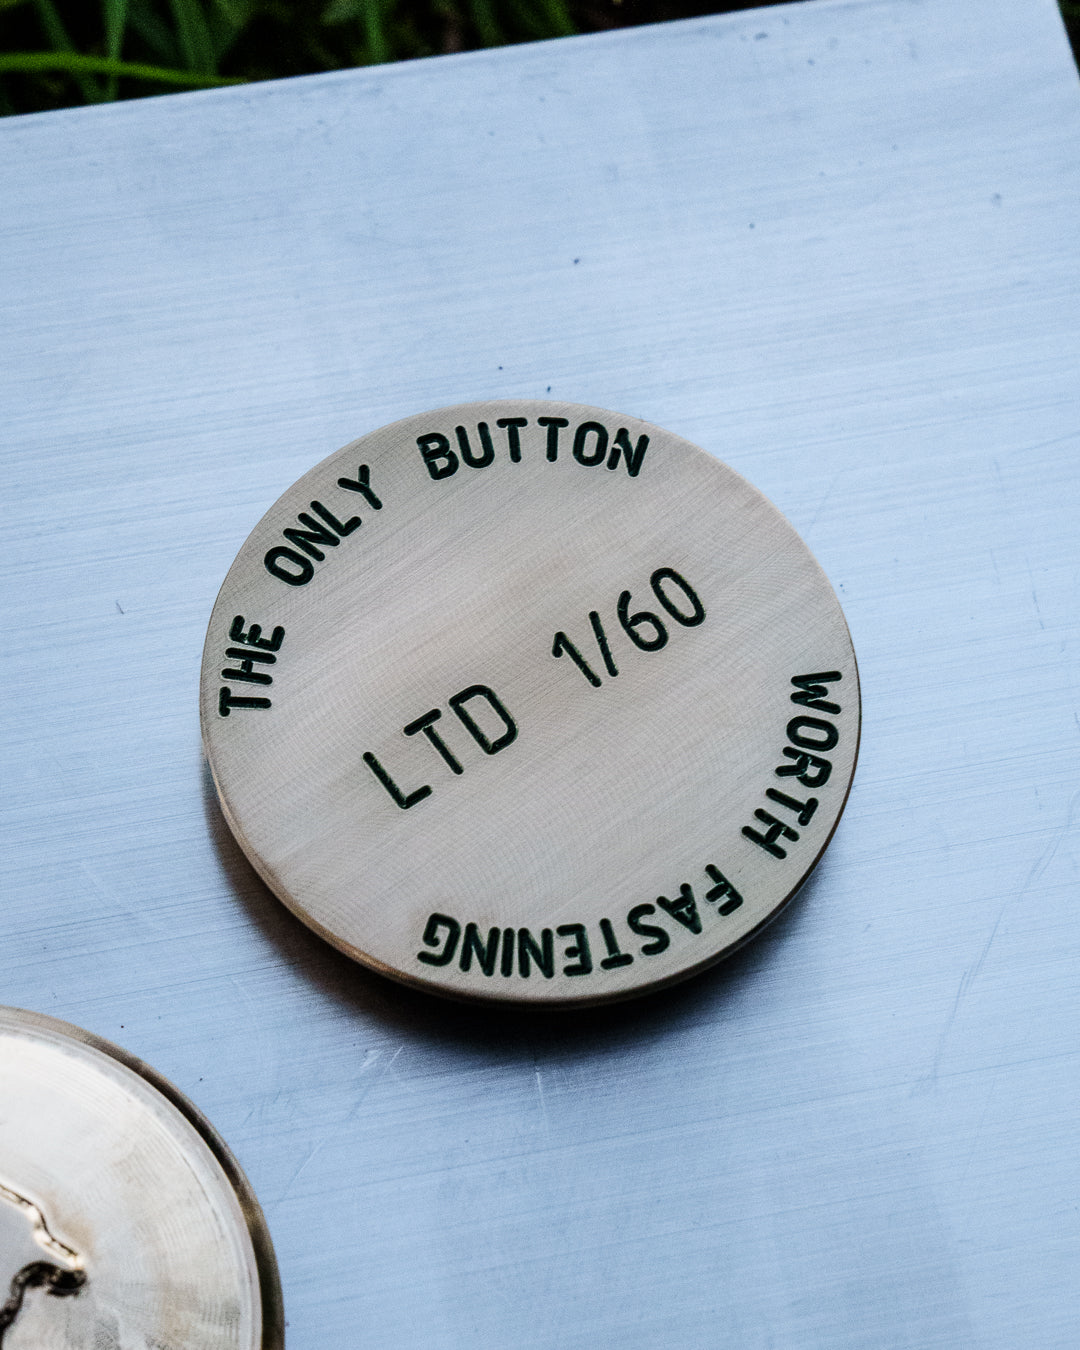 THE ONLY BUTTON
WORTH FASTENING
LTD 1/60